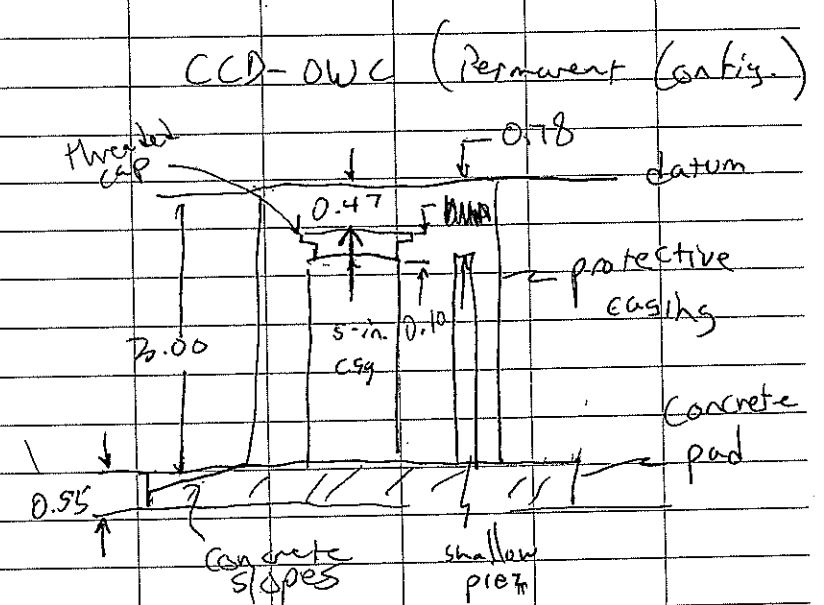 CCD-OWC (Permanent Config.)
threaded
cap
0.78
datum
0.47
protective
casing
5-in.
csg
0.10
3.00
concrete
pad
0.55
concrete
slopes
shallow
piez